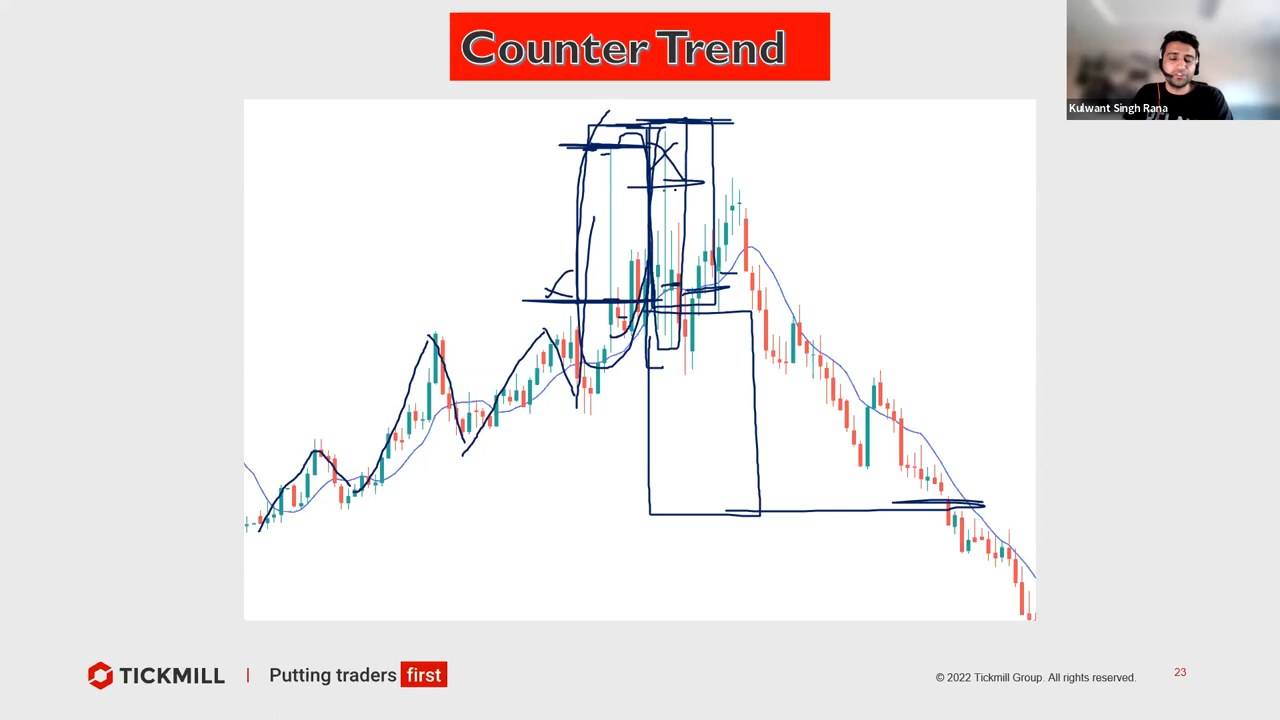 Counter Trend
Kulwant Singh Rana
TICKMILL | Putting traders first
© 2022 Tickmill Group. All rights reserved.
23